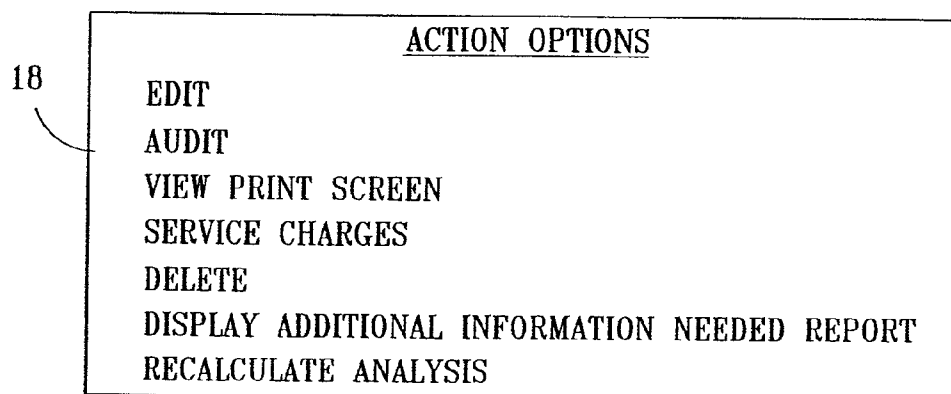 ACTION OPTIONS
18
EDIT
AUDIT
VIEW PRINT SCREEN
SERVICE CHARGES
DELETE
DISPLAY ADDITIONAL INFORMATION NEEDED REPORT
RECALCULATE ANALYSIS